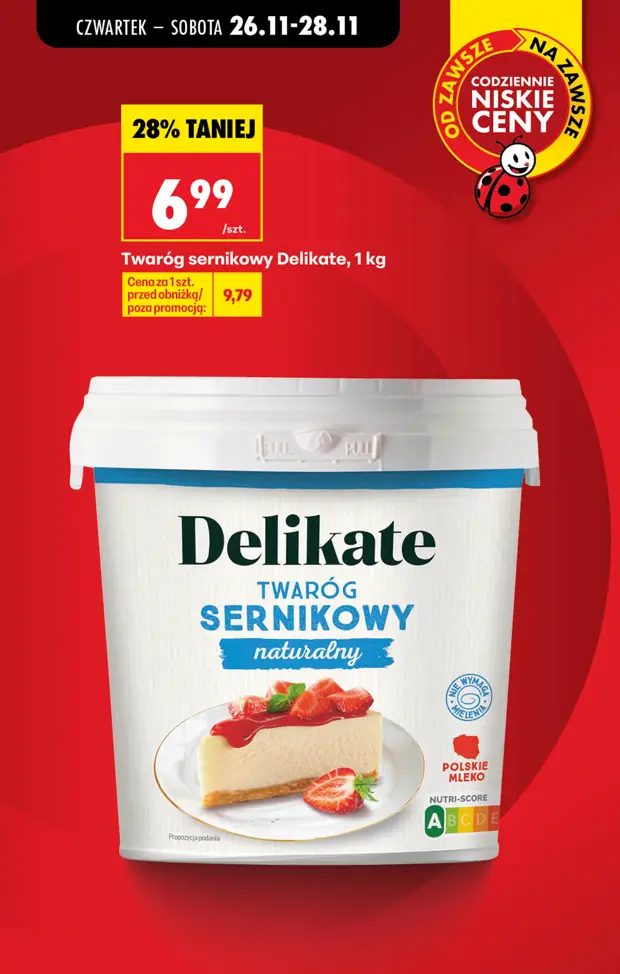 CZWARTEK – SOBOTA 26.11-28.11
OD ZAWSZE NA ZAWSZE
CODZIENNIE
NISKIE
CENY
28% TANIEJ
6 99
/szt.
Twaróg sernikowy Delikate, 1 kg
Cena za 1 szt.
przed obniżką/
poza promocją:
9,79
Delikate
TWARÓG
SERNIKOWY
naturalny
NIE WYMAGA
MIELENIA
POLSKIE
MLEKO
NUTRI-SCORE
A B C D E
Propozycja podania